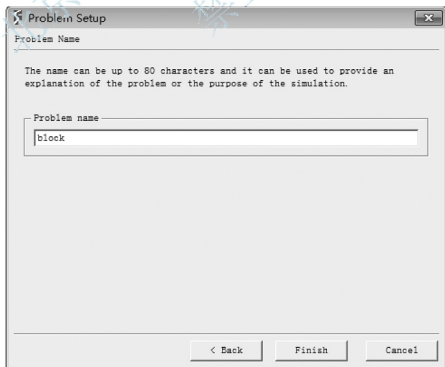 Problem Setup
Problem Name
The name can be up to 80 characters and it can be used to provide an
explanation of the problem or the purpose of the simulation.
Problem name
block
< Back
Finish
Cancel